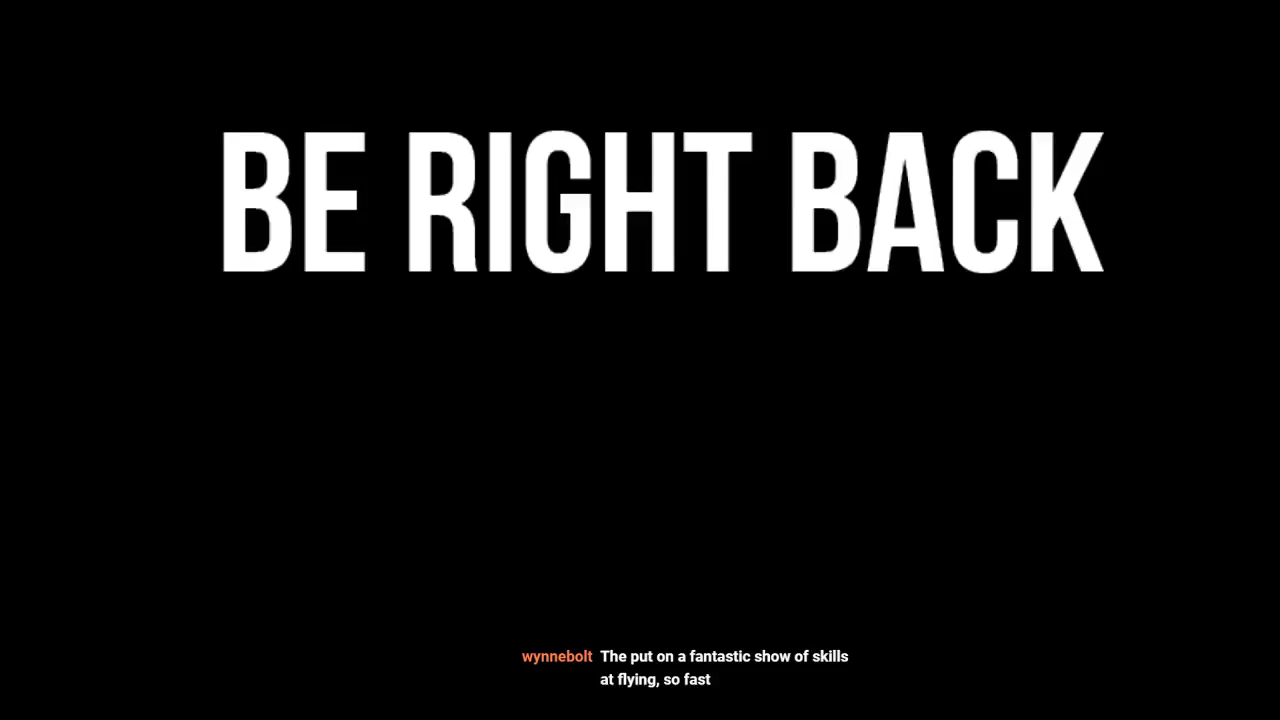 BE RIGHT BACK
wynnebolt The put on a fantastic show of skills
at flying, so fast